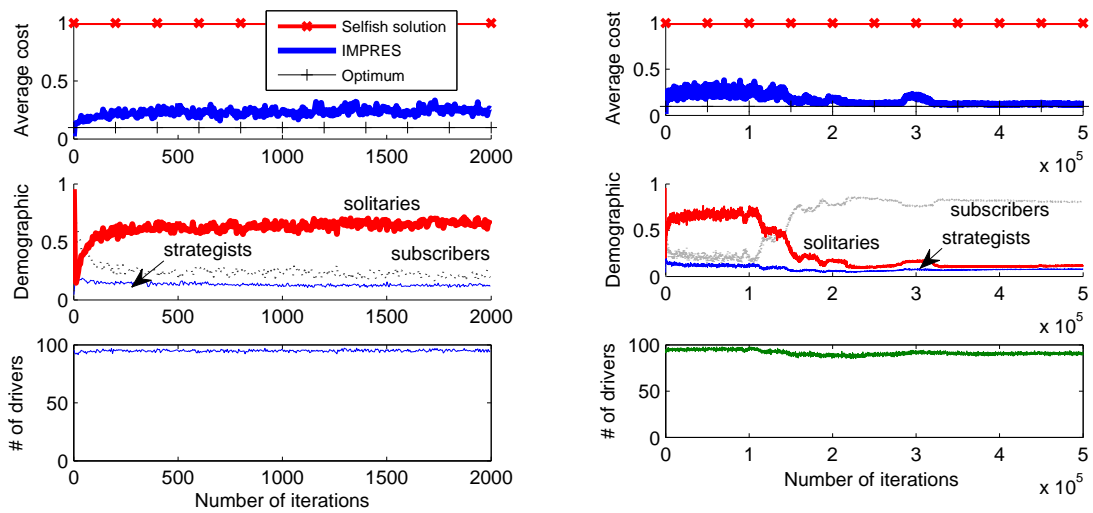 Average cost
1
0.5
0
Selfish solution
IMPRES
Optimum
0 500 1000 1500 2000
Demographic
1
0.5
0
solitaries
strategists
subscribers
0 500 1000 1500 2000
# of drivers
100
50
0
0 500 1000 1500 2000
Number of iterations
Average cost
1
0.5
0
0 1 2 3 4 5
x 10^5
Demographic
1
0.5
0
subscribers
solitaries
strategists
0 1 2 3 4 5
x 10^5
# of drivers
100
50
0
0 1 2 3 4 5
Number of iterations
x 10^5